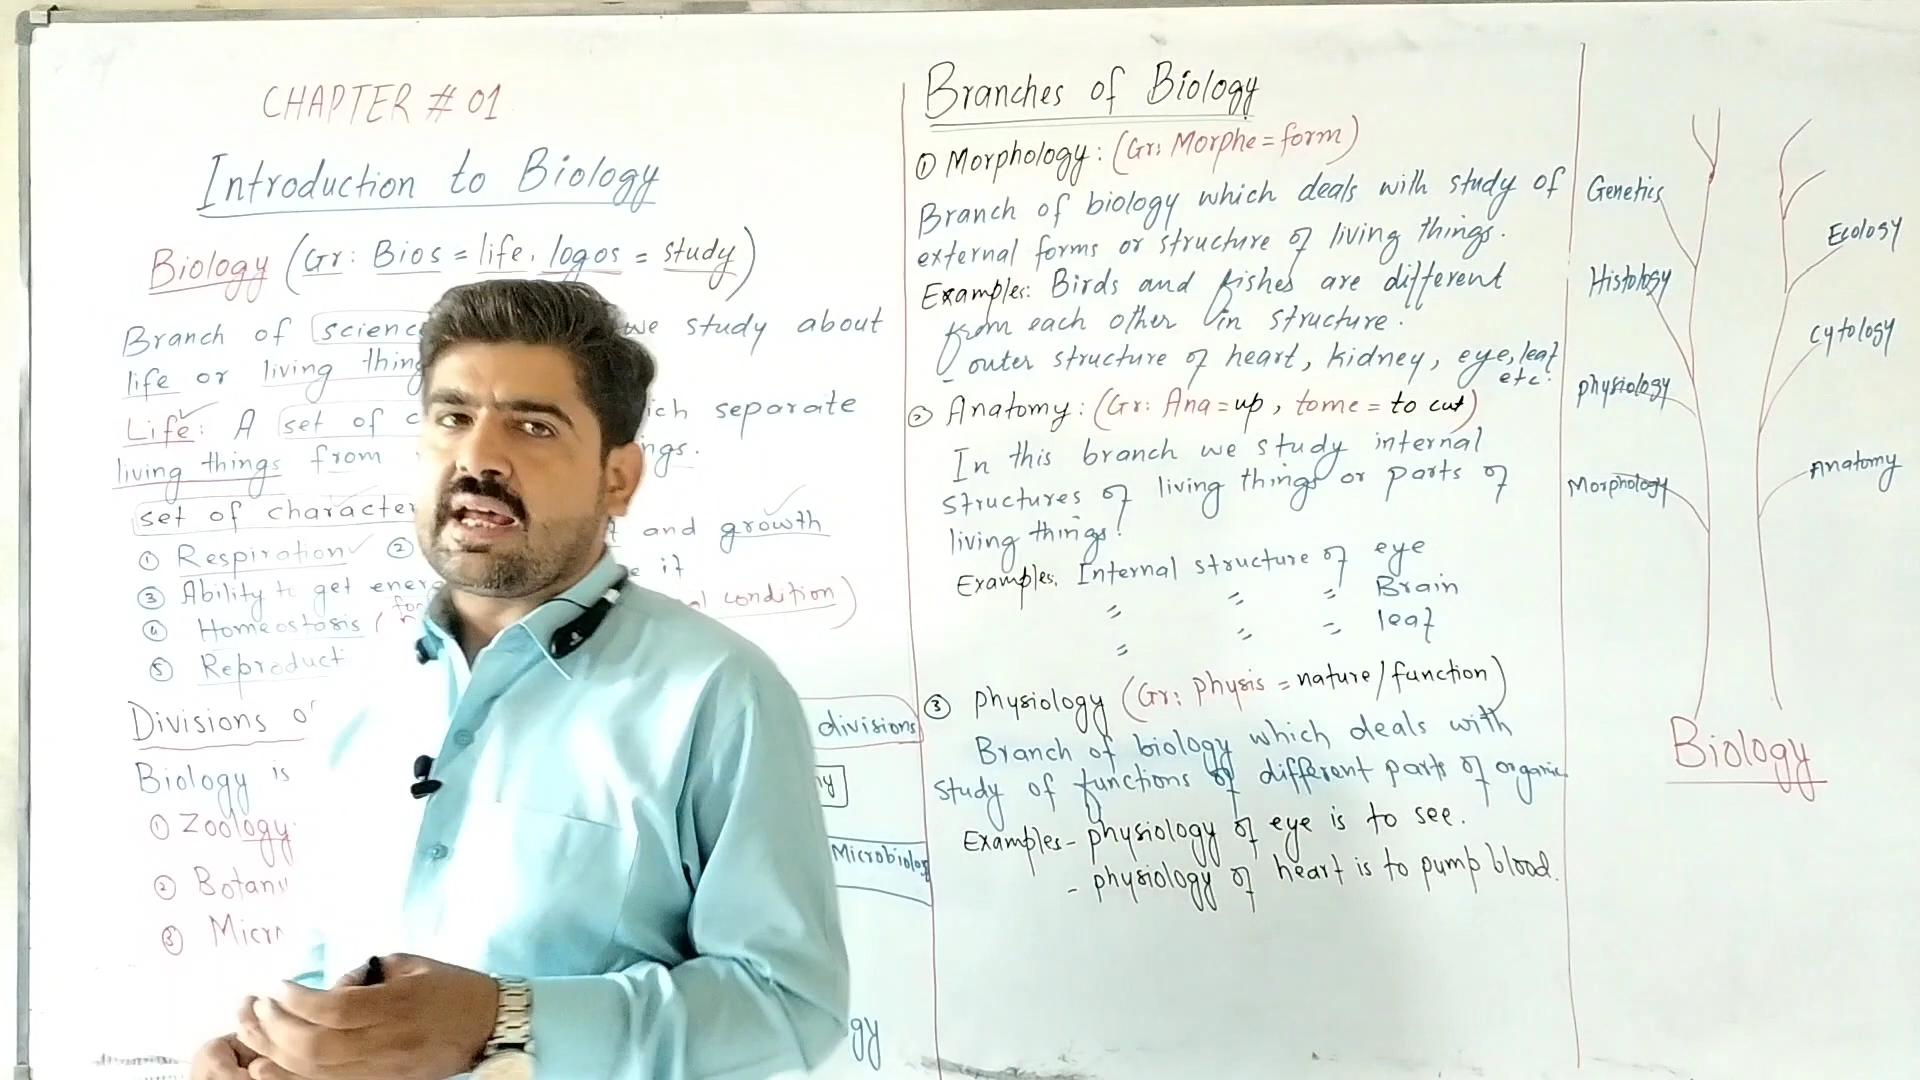 CHAPTER # 01
Introduction to Biology
Biology (Gr: Bios = life, logos = study)
Branch of scienc we study about
life or living thing
Life: A set of c ich separate
living things from ngs.
set of character
① Respiration ② and growth
③ Ability to get energ e it
④ Homeostasis ( l condition)
⑤ Reproduct
Divisions o
divisions
Biology is
① Zoology
② Botany
③ Micr
Microbiolog
gy
Branches of Biology
① Morphology: (Gr: Morphe = form)
Branch of biology which deals with study of
external forms or structure of living things.
Examples: Birds and fishes are different
from each other in structure.
- outer structure of heart, kidney, eye, leaf
etc.
② Anatomy: (Gr: Ana = up, tome = to cut)
In this branch we study internal
structures of living things or parts of
living things.
Examples. Internal structure of eye
" " " Brain
" " " leaf
③ Physiology (Gr: physis = nature/function)
Branch of biology which deals with
study of functions of different parts of organis
Examples - physiology of eye is to see.
- physiology of heart is to pump blood.
Genetics
Ecology
Histology
Cytology
physiology
Anatomy
Morphology
Biology